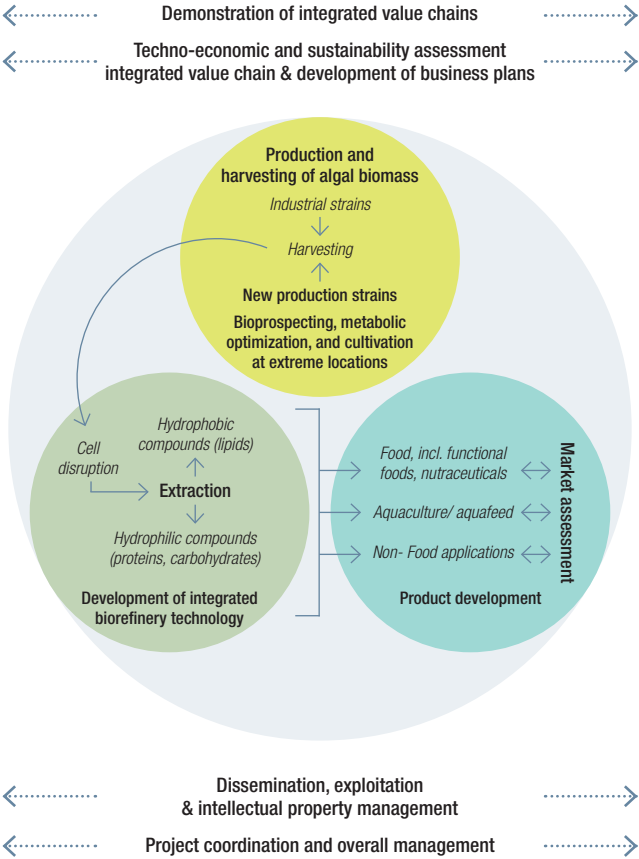 Demonstration of integrated value chains
Techno-economic and sustainability assessment
integrated value chain & development of business plans
Production and
harvesting of algal biomass
Industrial strains
Harvesting
New production strains
Bioprospecting, metabolic
optimization, and cultivation
at extreme locations
Hydrophobic
compounds (lipids)
Cell
disruption
Extraction
Hydrophilic compounds
(proteins, carbohydrates)
Development of integrated
biorefinery technology
Food, incl. functional
foods, nutraceuticals
Aquaculture/ aquafeed
Non- Food applications
Market assessment
Product development
Dissemination, exploitation
& intellectual property management
Project coordination and overall management